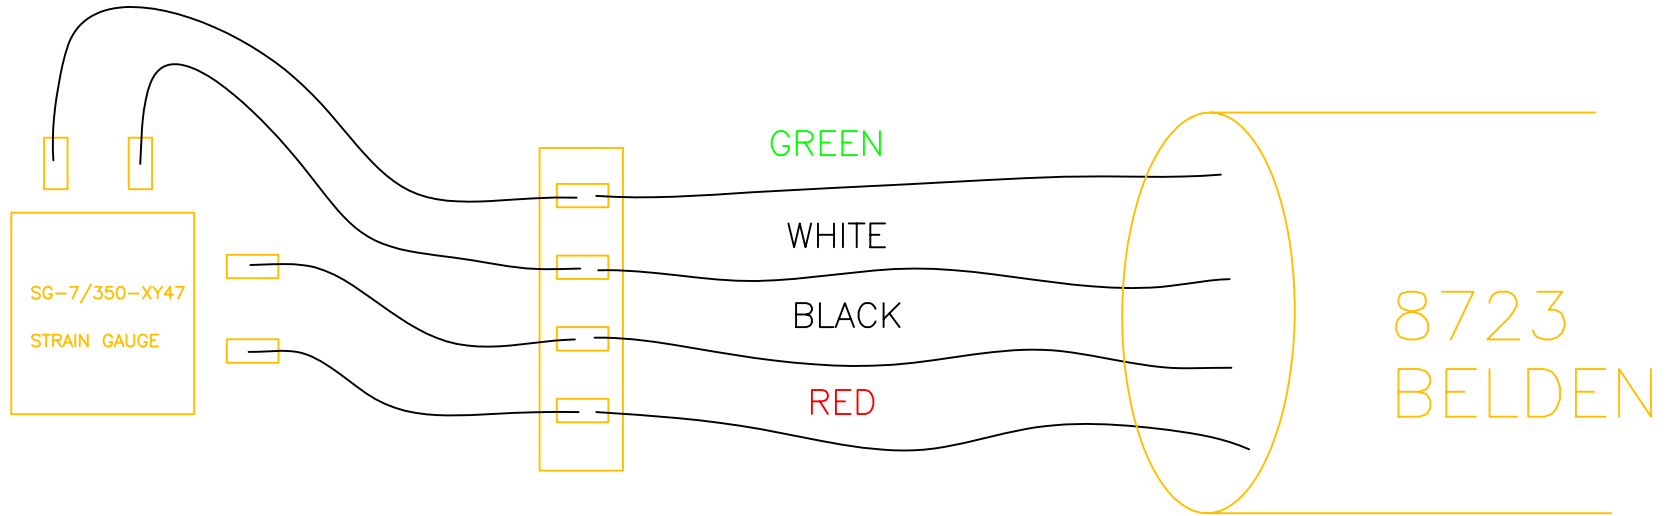 GREEN
WHITE
SG-7/350-XY47
BLACK
STRAIN GAUGE
RED
8723
BELDEN